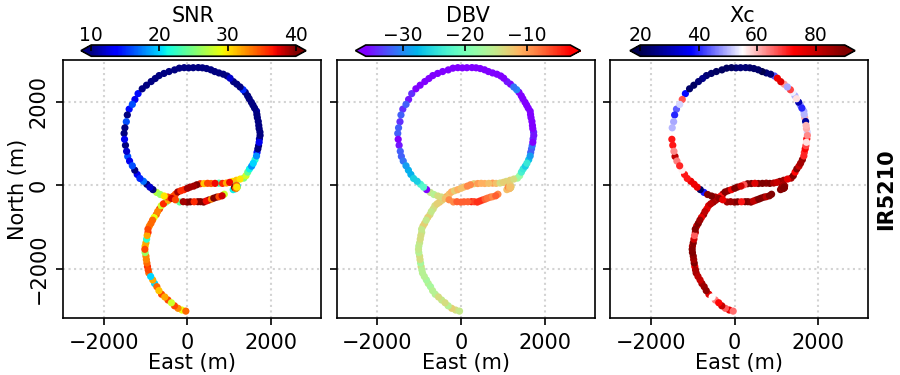 SNR DBV Xc
10 20 30 40 −30 −20 −10 20 40 60 80
2000
0
−2000
North (m)
IR5210
−2000 0 2000 −2000 0 2000 −2000 0 2000
East (m) East (m) East (m)